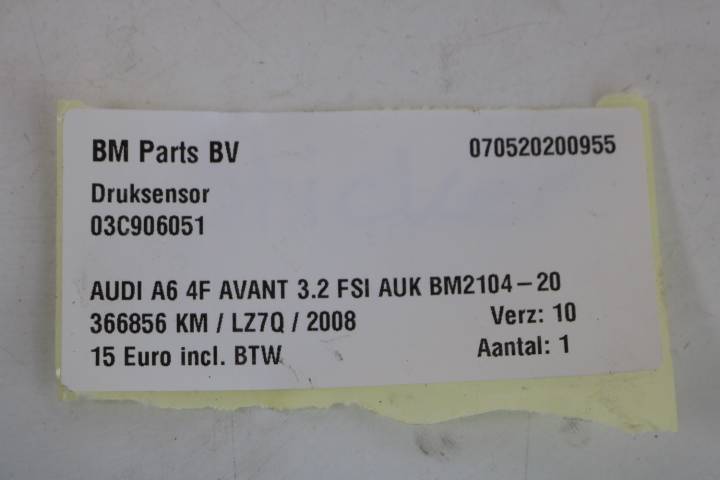 BM Parts BV 070520200955
Druksensor
03C906051
AUDI A6 4F AVANT 3.2 FSI AUK BM2104-20
366856 KM / LZ7Q / 2008 Verz: 10
15 Euro incl. BTW Aantal: 1